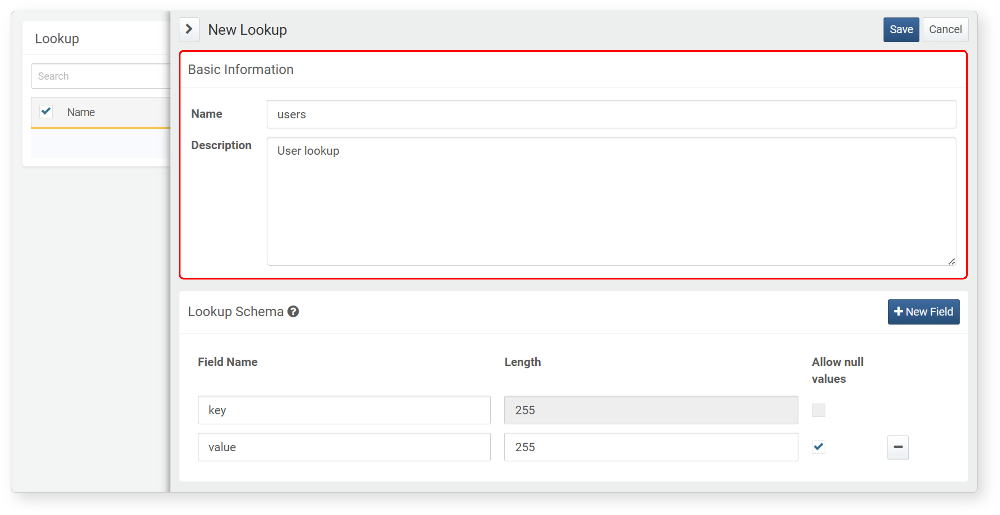 Lookup
Search
Name
New Lookup
Save
Cancel
Basic Information
Name
users
Description
User lookup
Lookup Schema
New Field
Field Name
Length
Allow null
values
key
255
value
255